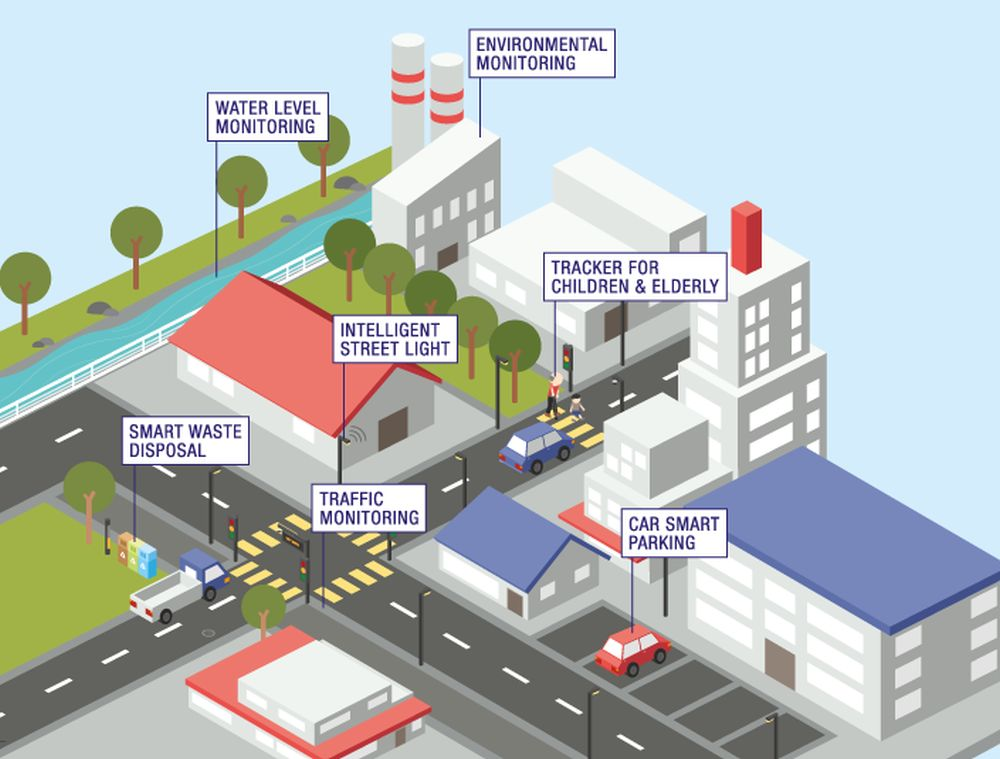 ENVIRONMENTAL
MONITORING
WATER LEVEL
MONITORING
TRACKER FOR
CHILDREN & ELDERLY
INTELLIGENT
STREET LIGHT
SMART WASTE
DISPOSAL
TRAFFIC
MONITORING
CAR SMART
PARKING